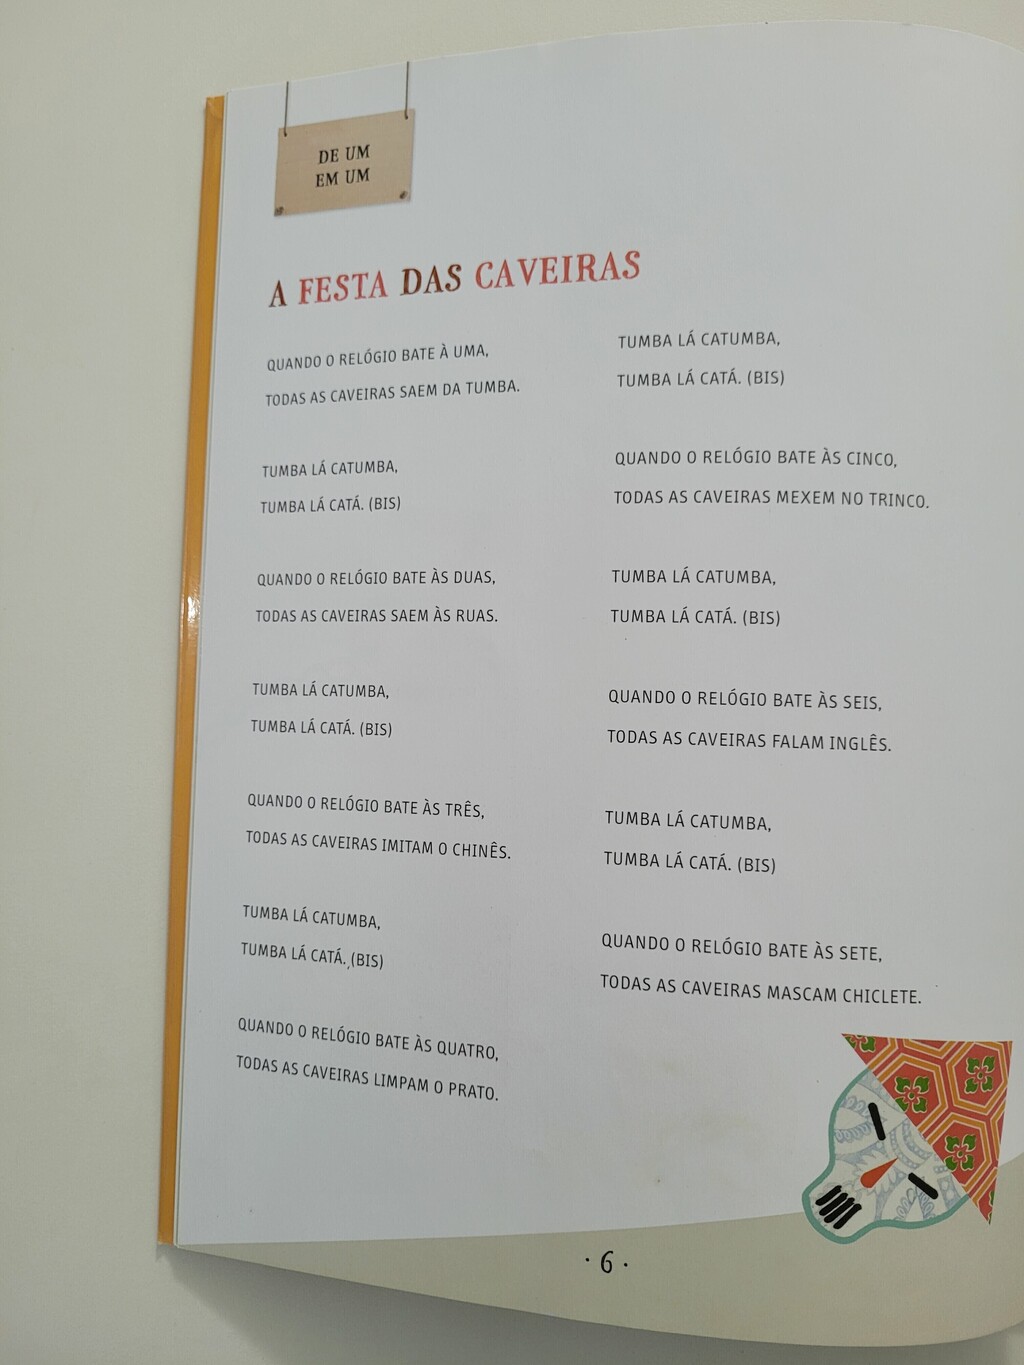 DE UM
EM UM
A FESTA DAS CAVEIRAS
QUANDO O RELÓGIO BATE À UMA,
TODAS AS CAVEIRAS SAEM DA TUMBA.
TUMBA LÁ CATUMBA,
TUMBA LÁ CATÁ. (BIS)
QUANDO O RELÓGIO BATE ÀS DUAS,
TODAS AS CAVEIRAS SAEM ÀS RUAS.
TUMBA LÁ CATUMBA,
TUMBA LÁ CATÁ. (BIS)
QUANDO O RELÓGIO BATE ÀS TRÊS,
TODAS AS CAVEIRAS IMITAM O CHINÊS.
TUMBA LÁ CATUMBA,
TUMBA LÁ CATÁ. (BIS)
QUANDO O RELÓGIO BATE ÀS QUATRO,
TODAS AS CAVEIRAS LIMPAM O PRATO.
TUMBA LÁ CATUMBA,
TUMBA LÁ CATÁ. (BIS)
QUANDO O RELÓGIO BATE ÀS CINCO,
TODAS AS CAVEIRAS MEXEM NO TRINCO.
TUMBA LÁ CATUMBA,
TUMBA LÁ CATÁ. (BIS)
QUANDO O RELÓGIO BATE ÀS SEIS,
TODAS AS CAVEIRAS FALAM INGLÊS.
TUMBA LÁ CATUMBA,
TUMBA LÁ CATÁ. (BIS)
QUANDO O RELÓGIO BATE ÀS SETE,
TODAS AS CAVEIRAS MASCAM CHICLETE.
· 6 ·